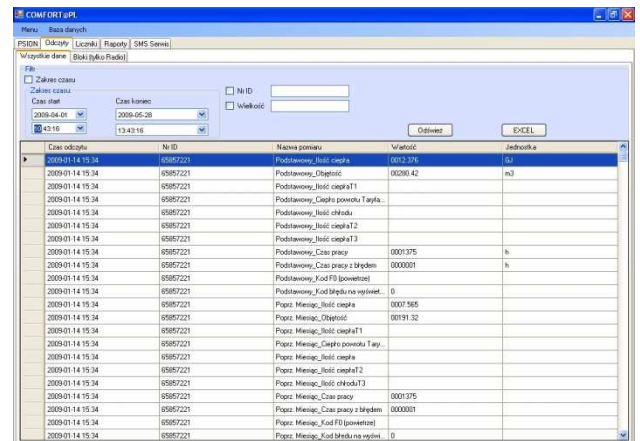 COMFORT@PL
Menu Baza danych
PSION Odczyty Liczniki Raporty SMS Serwis
Wszystkie dane Bloki (tylko Radio)
Filtr
Zakres czasu
Zakres czasu
Czas start Czas koniec
2009-04-01 2009-05-28
10:43:16 13:43:16
Nr ID
Wielkość
Odśwież EXCEL
Czas odczytu Nr ID Nazwa pomiaru Wartość Jednostka
2009-01-14 15:34 65857221 Podstawowy_Ilość ciepła 0012.376 GJ
2009-01-14 15:34 65857221 Podstawowy_Objętość 00280.42 m3
2009-01-14 15:34 65857221 Podstawowy_Ilość ciepłaT1
2009-01-14 15:34 65857221 Podstawowy_Ciepło powrotu Taryfa...
2009-01-14 15:34 65857221 Podstawowy_Ilość chłodu
2009-01-14 15:34 65857221 Podstawowy_Ilość ciepłaT2
2009-01-14 15:34 65857221 Podstawowy_Ilość ciepłaT3
2009-01-14 15:34 65857221 Podstawowy_Czas pracy 0001375 h
2009-01-14 15:34 65857221 Podstawowy_Czas pracy z błędem 0000001 h
2009-01-14 15:34 65857221 Podstawowy_Kod F0 (powietrze)
2009-01-14 15:34 65857221 Podstawowy_Kod błędu na wyświet... 0
2009-01-14 15:34 65857221 Poprz. Miesiąc_Ilość ciepła 0007.565
2009-01-14 15:34 65857221 Poprz. Miesiąc_Objętość 00191.32
2009-01-14 15:34 65857221 Poprz. Miesiąc_Ilość ciepłaT1
2009-01-14 15:34 65857221 Poprz. Miesiąc_Ciepło powrotu Tary...
2009-01-14 15:34 65857221 Poprz. Miesiąc_Ilość ciepła
2009-01-14 15:34 65857221 Poprz. Miesiąc_Ilość ciepłaT2
2009-01-14 15:34 65857221 Poprz. Miesiąc_Ilość chłoduT3
2009-01-14 15:34 65857221 Poprz. Miesiąc_Czas pracy 0001375
2009-01-14 15:34 65857221 Poprz. Miesiąc_Czas pracy z błędem 0000001
2009-01-14 15:34 65857221 Poprz. Miesiąc_Kod F0 (powietrze)
2009-01-14 15:34 65857221 Poprz. Miesiąc_Kod błędu na wyświ... 0